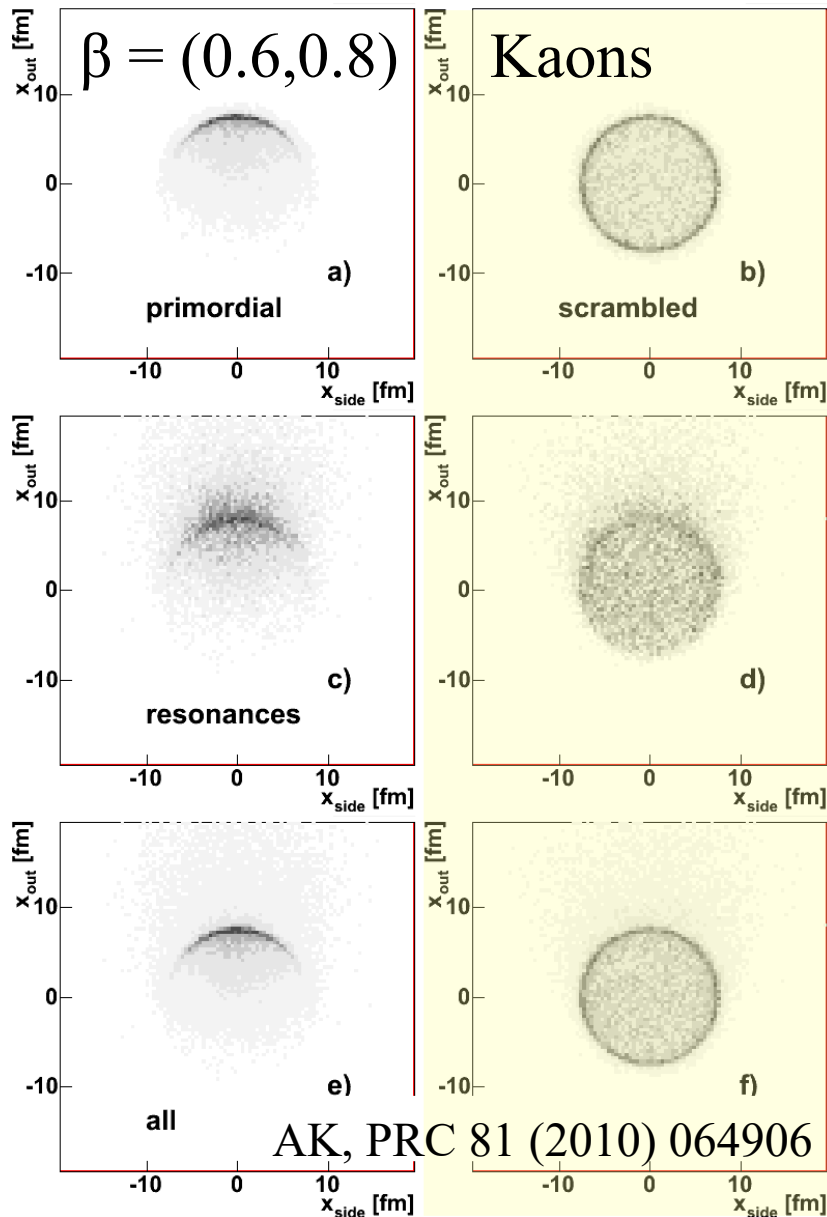 β = (0.6,0.8) Kaons
x_out [fm]
x_out [fm]
10
10
0
0
-10
-10
a)
b)
primordial
scrambled
-10 0 10
-10 0 10
x_side [fm]
x_side [fm]
x_out [fm]
x_out [fm]
10
10
0
0
-10
-10
c)
d)
resonances
-10 0 10
-10 0 10
x_side [fm]
x_side [fm]
x_out [fm]
x_out [fm]
10
10
0
0
-10
-10
e)
f)
all
AK, PRC 81 (2010) 064906
-10 0 10
-10 0 10
x_side [fm]
x_side [fm]